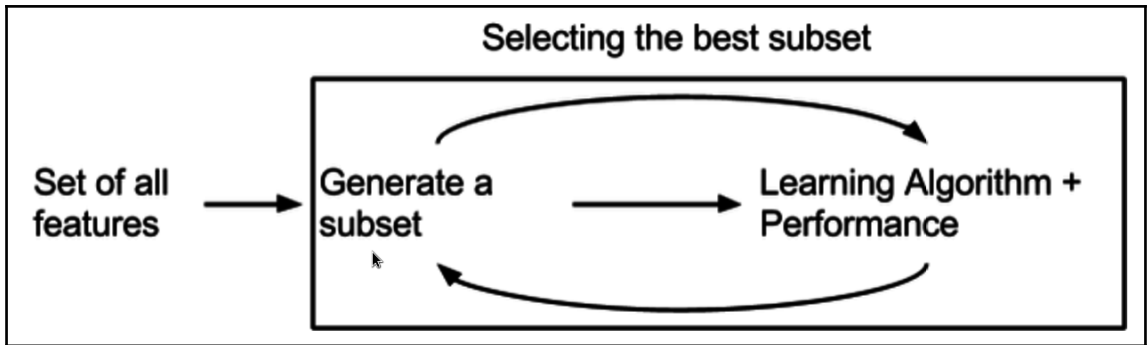 Selecting the best subset
Set of all
features
Generate a
subset
Learning Algorithm +
Performance